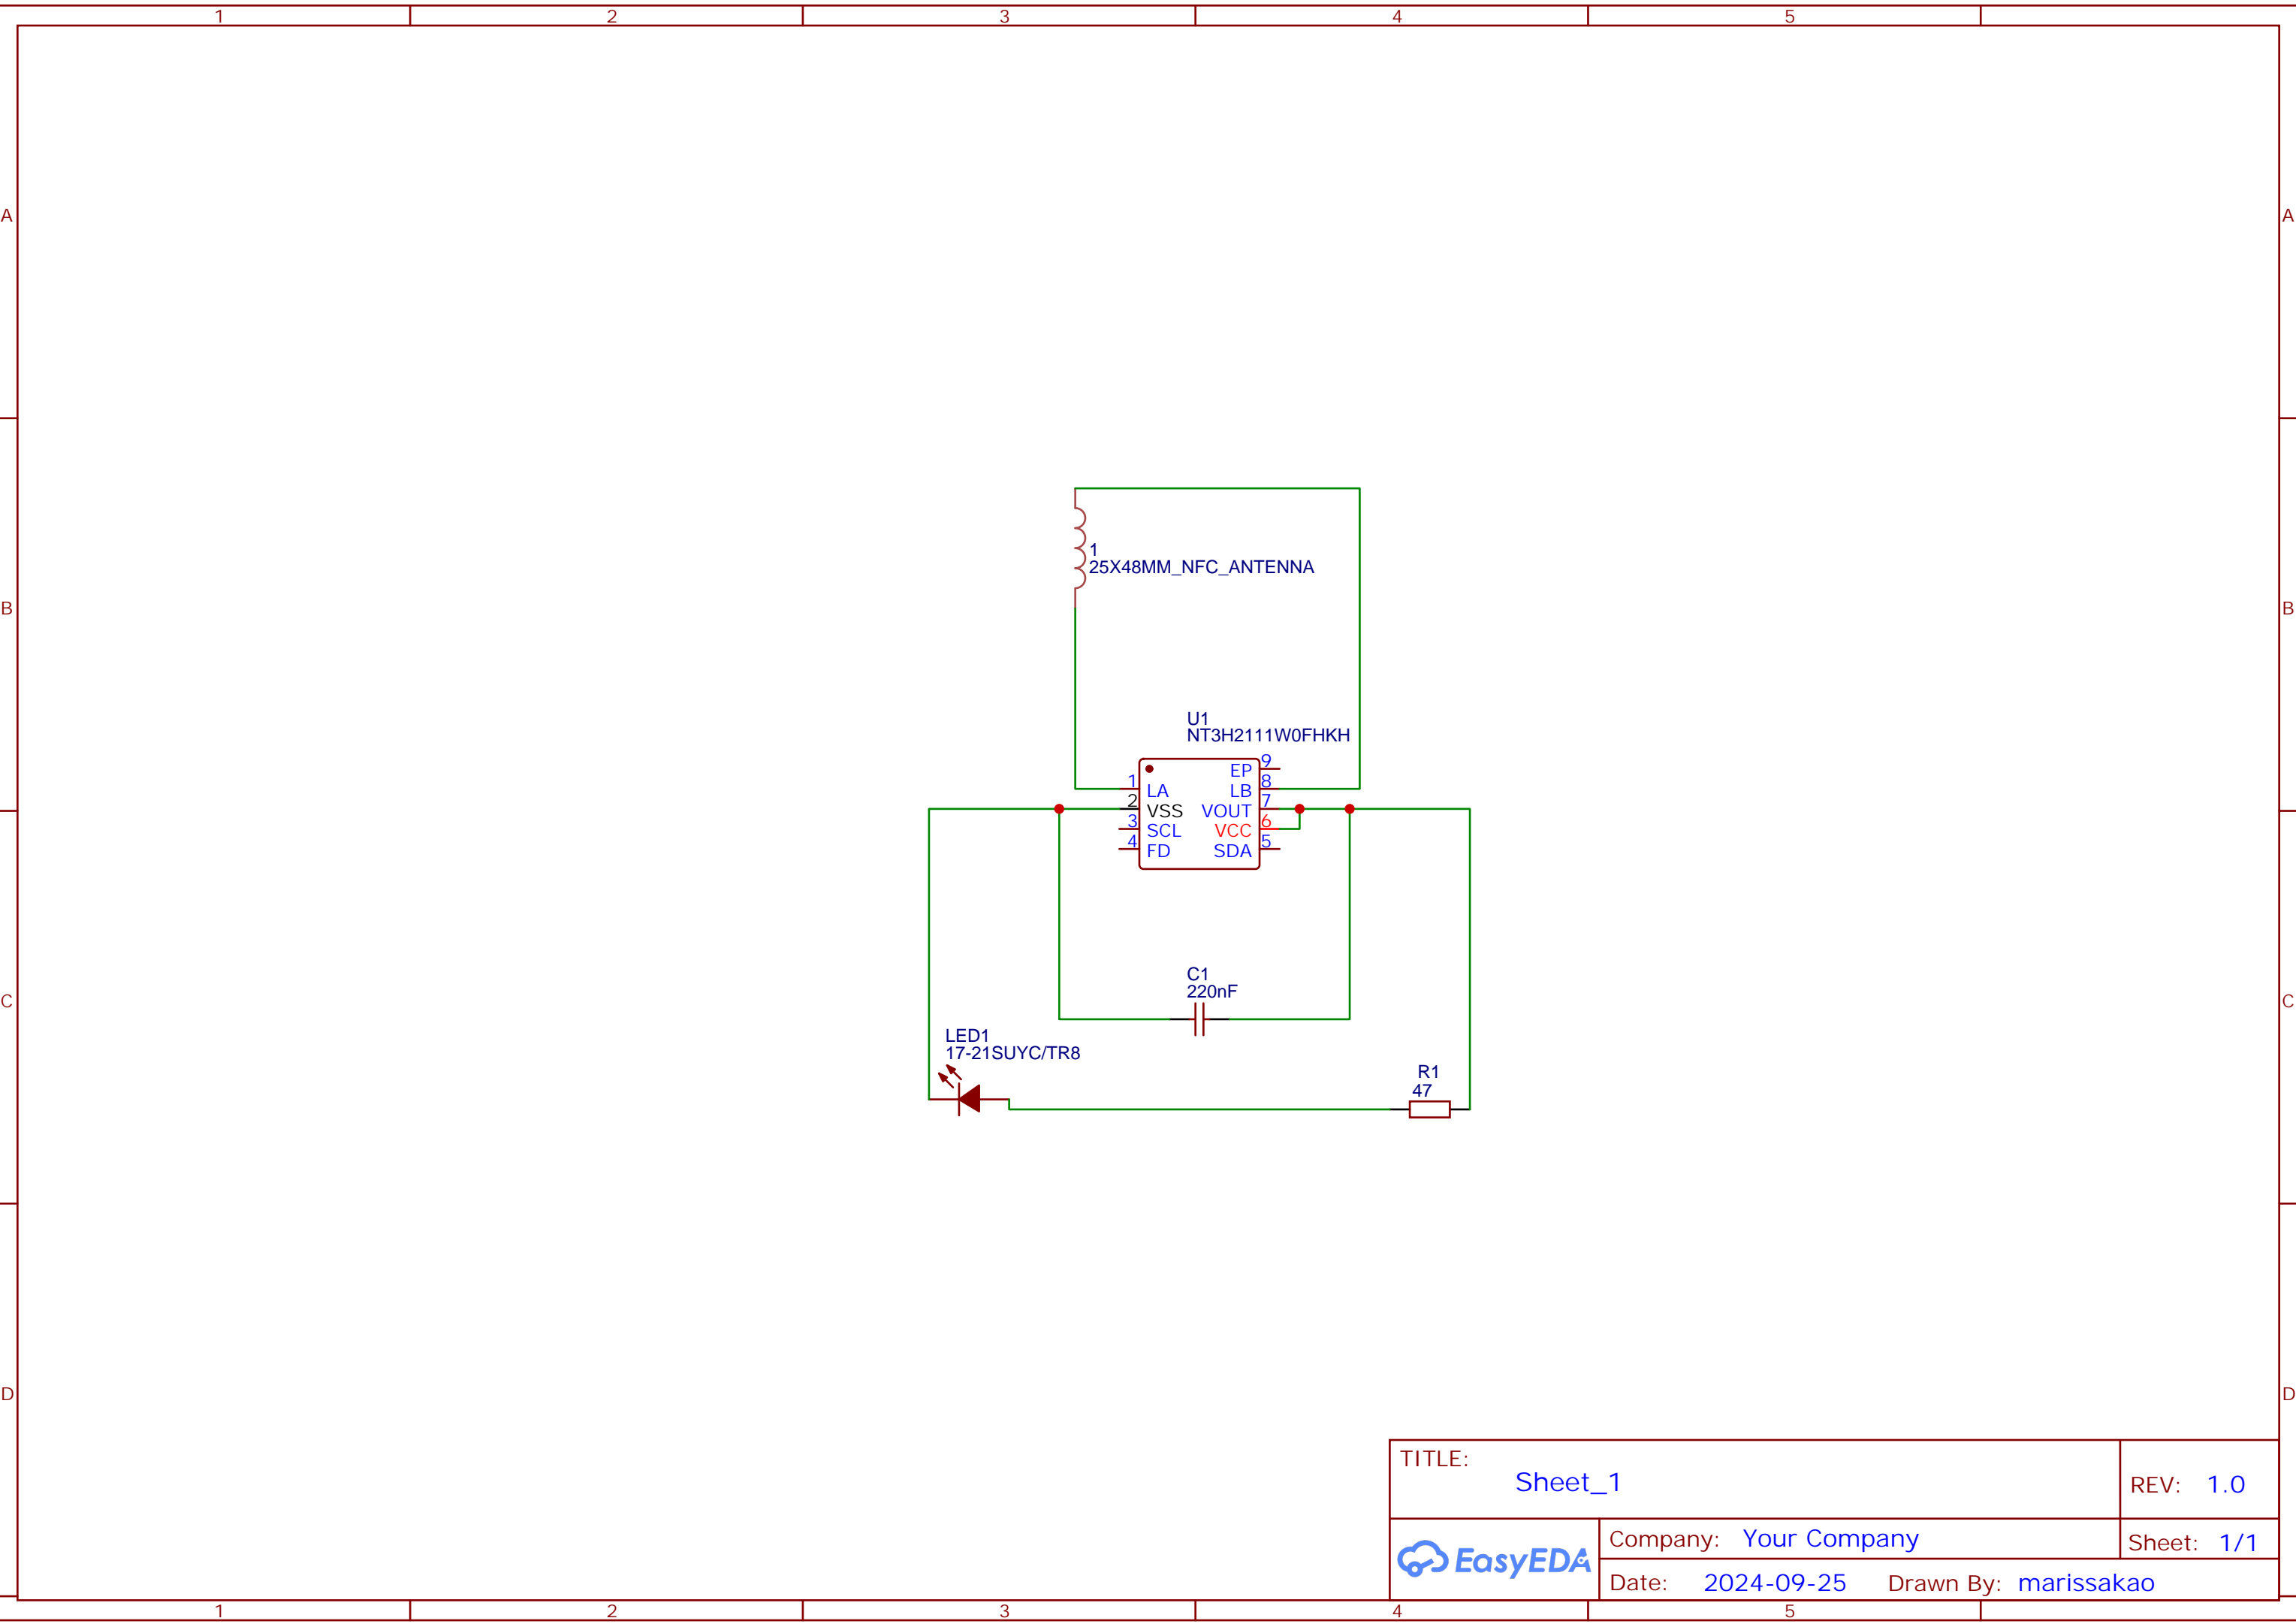 1 2 3 4 5
A A
B B
1
25X48MM_NFC_ANTENNA
U1
NT3H2111W0FHKH
EP 9
1 LA LB 8
2 VSS VOUT 7
3 SCL VCC 6
4 FD SDA 5
C C
C1
220nF
LED1
17-21SUYC/TR8
R1
47
D D
TITLE:
Sheet_1
REV: 1.0
EasyEDA
Company: Your Company
Sheet: 1/1
Date: 2024-09-25 Drawn By: marissakao
1 2 3 4 5